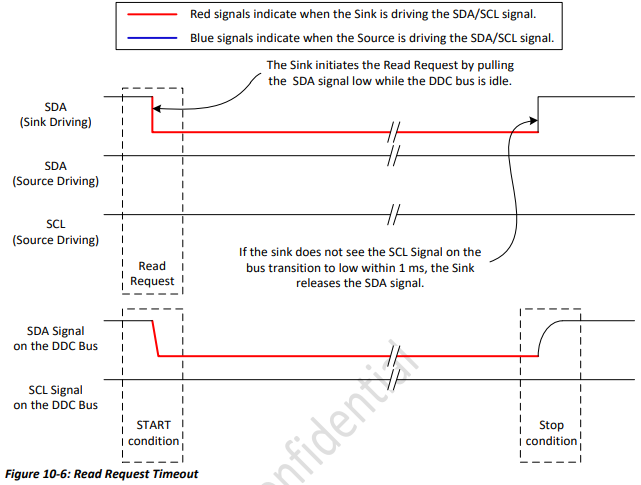 Red signals indicate when the Sink is driving the SDA/SCL signal.
Blue signals indicate when the Source is driving the SDA/SCL signal.
The Sink initiates the Read Request by pulling
the SDA signal low while the DDC bus is idle.
SDA
(Sink Driving)
SDA
(Source Driving)
SCL
(Source Driving)
If the sink does not see the SCL Signal on the
bus transition to low within 1 ms, the Sink
releases the SDA signal.
Read
Request
SDA Signal
on the DDC Bus
SCL Signal
on the DDC Bus
START
condition
Stop
condition
onfidential
Figure 10-6: Read Request Timeout